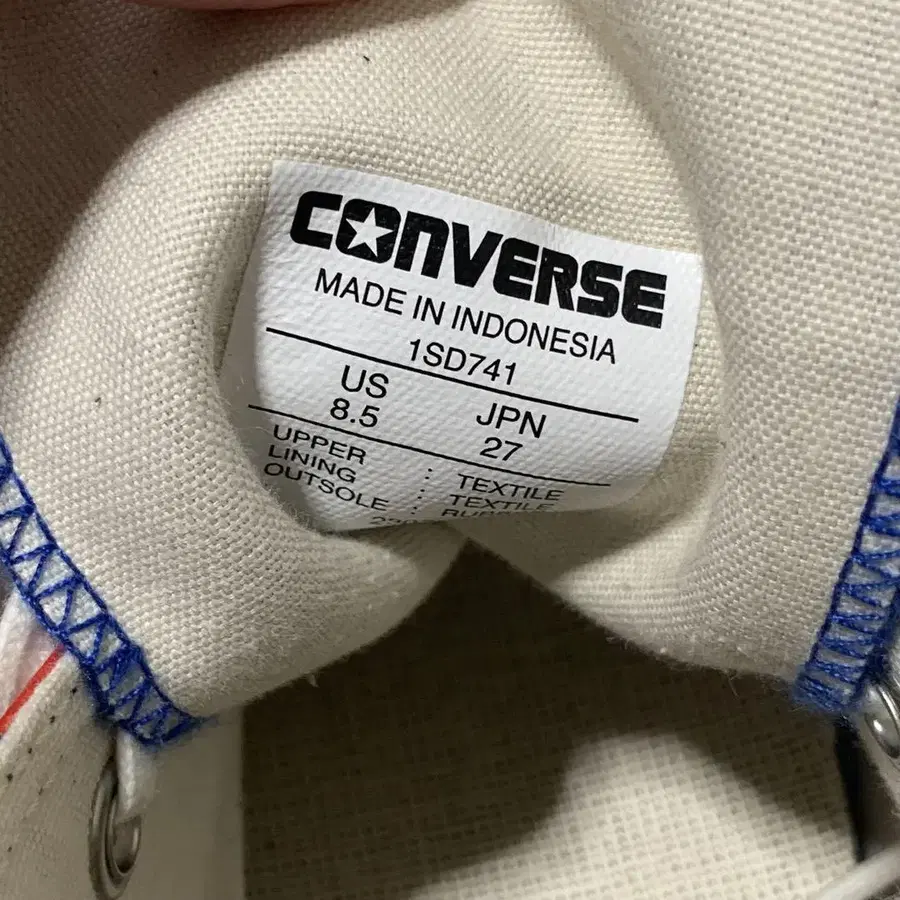 CONVERSE
MADE IN INDONESIA
1SD741
US JPN
8.5 27
UPPER : TEXTILE
LINING : TEXTILE
OUTSOLE :